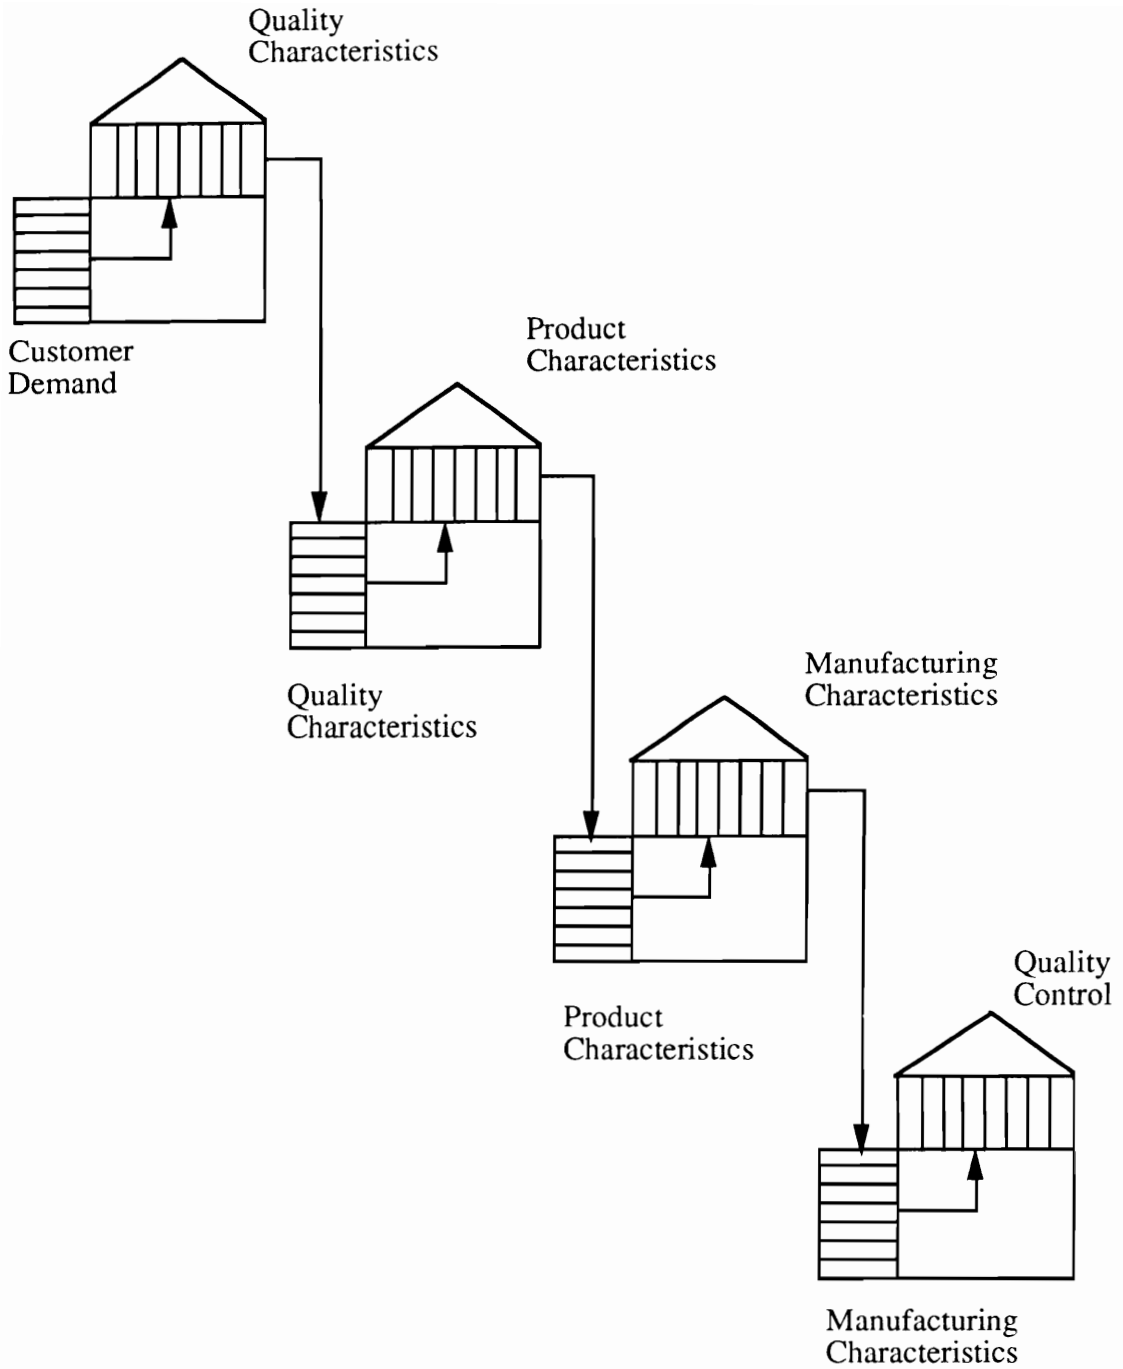 Quality
Characteristics
Customer
Demand
Product
Characteristics
Quality
Characteristics
Manufacturing
Characteristics
Product
Characteristics
Quality
Control
Manufacturing
Characteristics